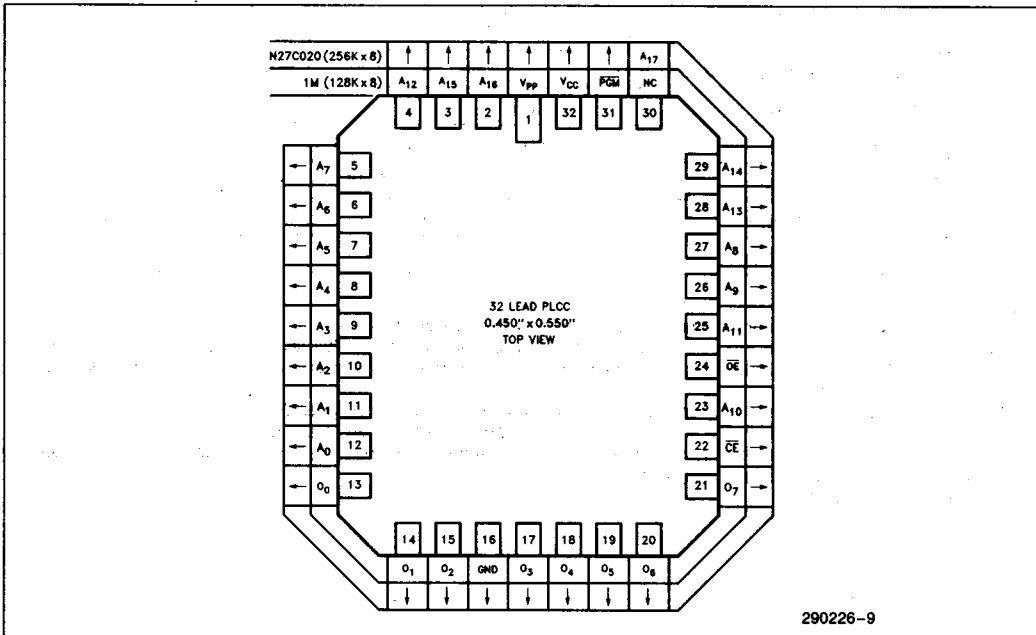 N27C020 (256K x 8) ↑ ↑ ↑ ↑ ↑ ↑ A17
1M (128K x 8) A12 A15 A16 VPP VCC P̅G̅M̅ NC
4 3 2 1 32 31 30
← A7 5 29 A14 →
← A6 6 28 A13 →
← A5 7 27 A8 →
← A4 8 26 A9 →
← A3 9 25 A11 →
← A2 10 24 O̅E̅ →
← A1 11 23 A10 →
← A0 12 22 C̅E̅ →
← O0 13 21 O7 →
32 LEAD PLCC
0.450" x 0.550"
TOP VIEW
14 15 16 17 18 19 20
O1 O2 GND O3 O4 O5 O6
↓ ↓ ↓ ↓ ↓ ↓ ↓
290226-9